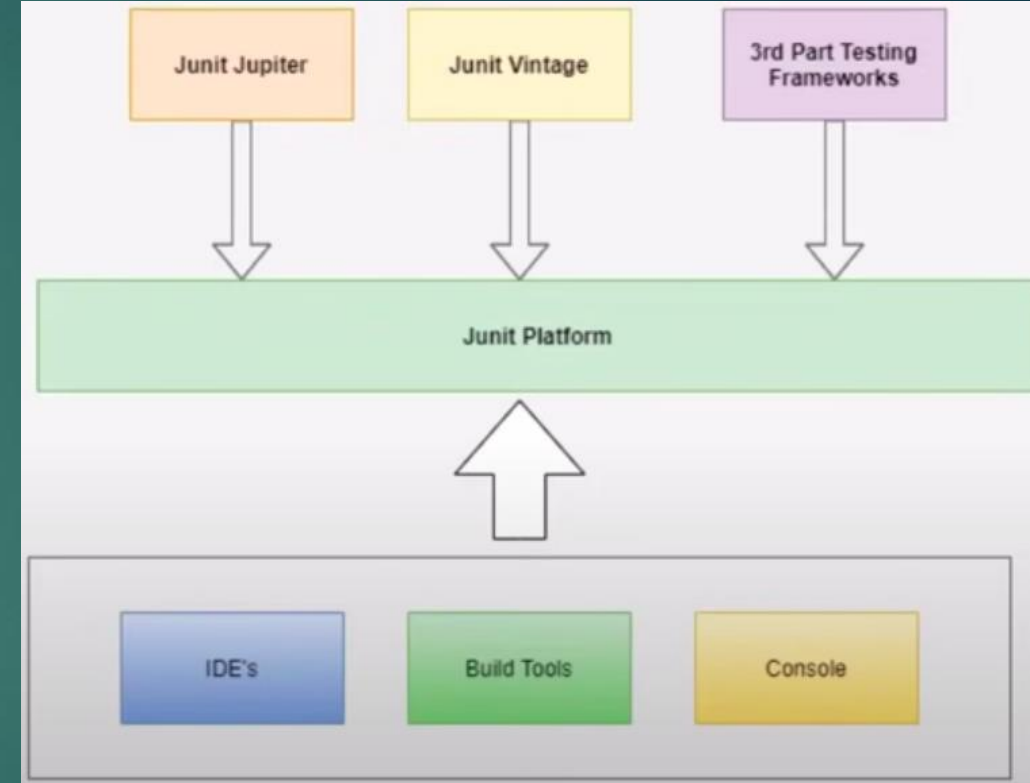 Junit Jupiter
Junit Vintage
3rd Part Testing
Frameworks
Junit Platform
IDE's
Build Tools
Console